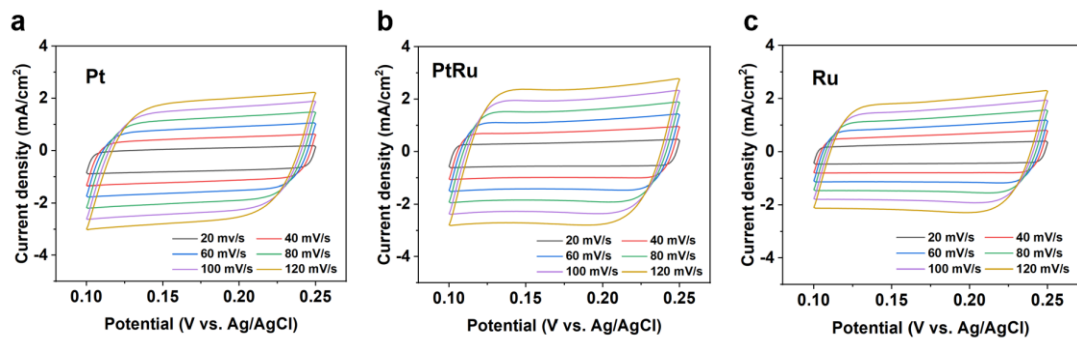 a
Pt
Current density (mA/cm²)
4
2
0
-2
-4
20 mv/s 40 mV/s
60 mV/s 80 mV/s
100 mV/s 120 mV/s
0.10 0.15 0.20 0.25
Potential (V vs. Ag/AgCl)
b
PtRu
Current density (mA/cm²)
4
2
0
-2
-4
20 mV/s 40 mV/s
60 mV/s 80 mV/s
100 mV/s 120 mV/s
0.10 0.15 0.20 0.25
Potential (V vs. Ag/AgCl)
c
Ru
Current density (mA/cm²)
4
2
0
-2
-4
20 mV/s 40 mV/s
60 mV/s 80 mV/s
100 mV/s 120 mV/s
0.10 0.15 0.20 0.25
Potential (V vs. Ag/AgCl)